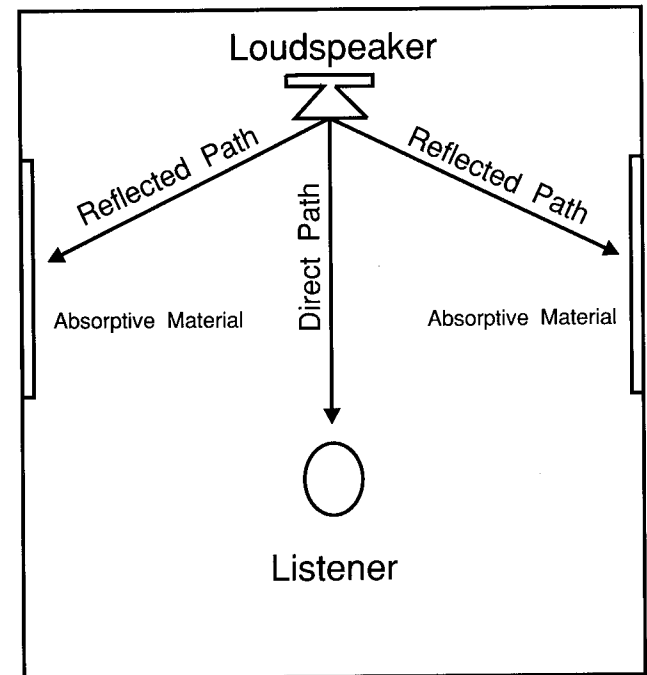 Loudspeaker
Reflected Path
Direct Path
Reflected Path
Absorptive Material
Absorptive Material
Listener